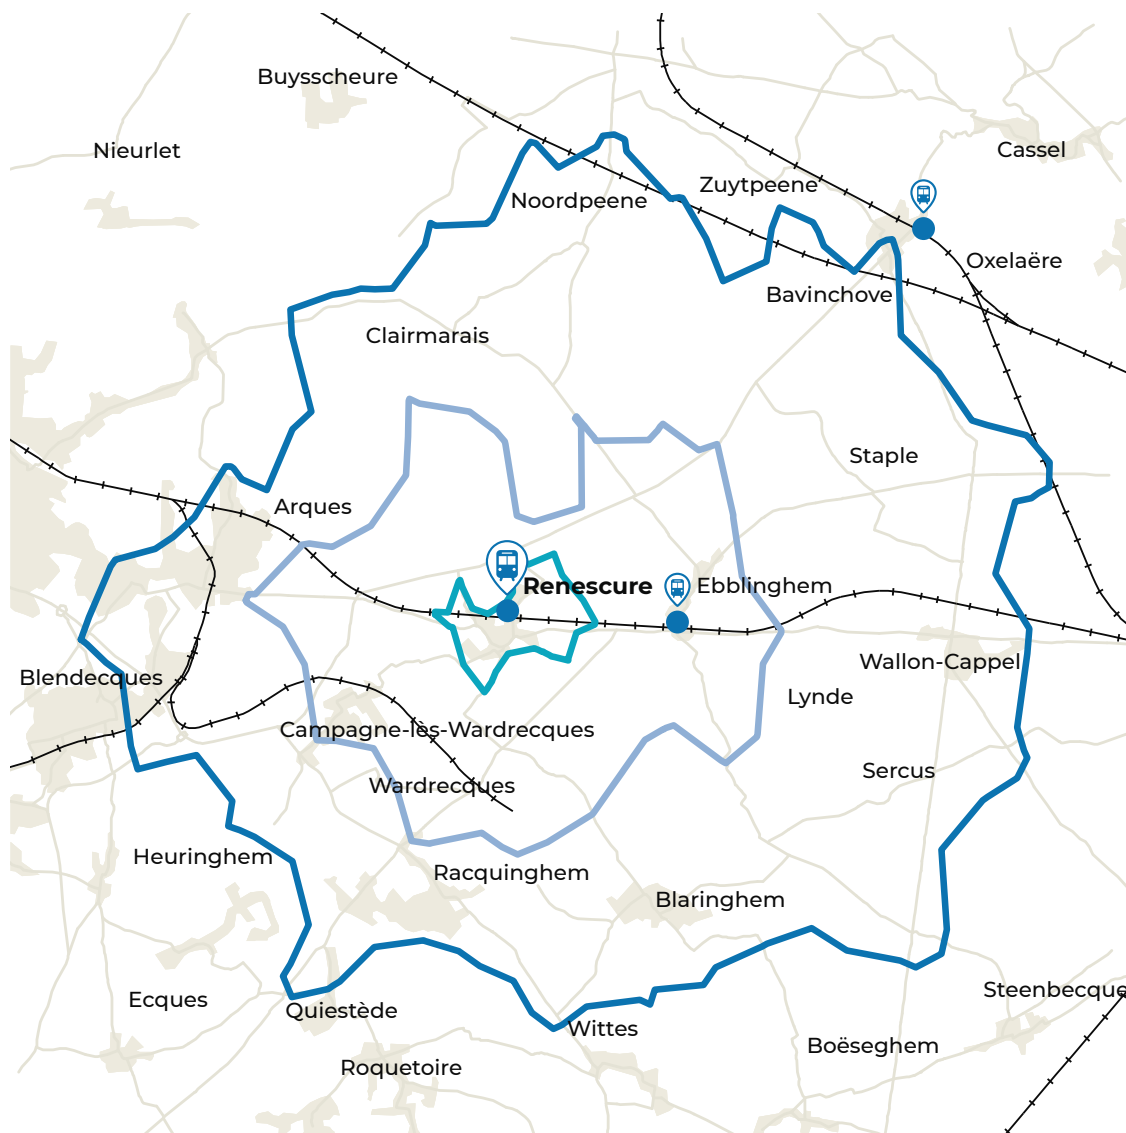 Buysscheure
Nieurlet
Cassel
Zuytpeene
Noordpeene
Oxelaëre
Bavinchove
Clairmarais
Staple
Arques
Renescure
Ebblinghem
Wallon-Cappel
Blendecques
Lynde
Campagne-lès-Wardrecques
Sercus
Wardrecques
Heuringhem
Racquinghem
Blaringhem
Steenbecque
Ecques
Quiestède
Wittes
Boëseghem
Roquetoire